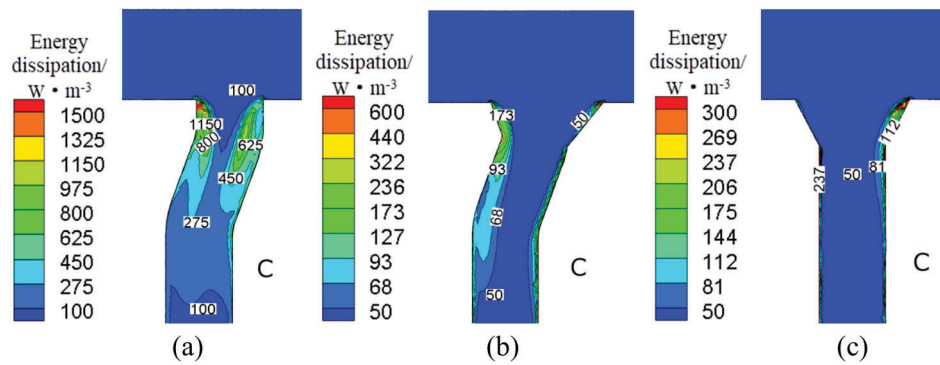 Energy
dissipation/
W · m⁻³
1500
1325
1150
975
800
625
450
275
100
100
1150
800
625
450
275
100
C
(a)
Energy
dissipation/
W · m⁻³
600
440
322
236
173
127
93
68
50
173
50
93
68
50
C
(b)
Energy
dissipation/
W · m⁻³
300
269
237
206
175
144
112
81
50
112
81
237
50
C
(c)